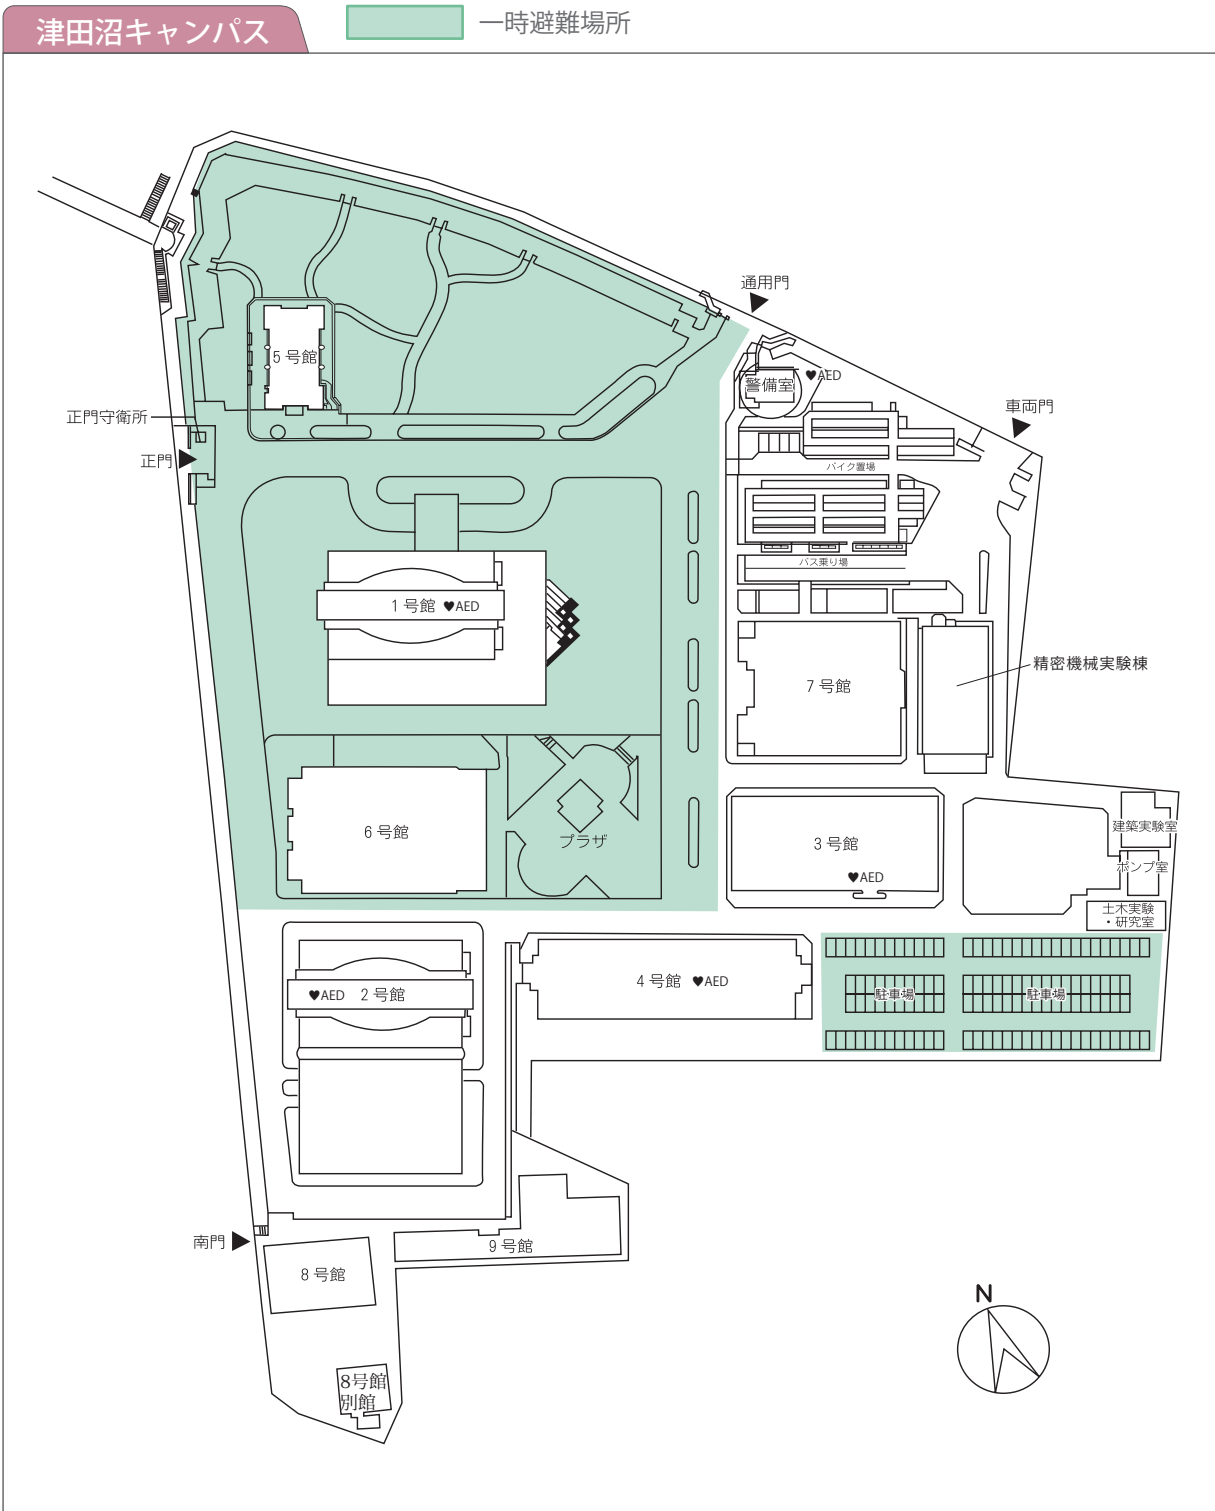 津田沼キャンパス
一時避難場所
通用門
5 号館
警備室
♥AED
車両門
正門守衛所
正門
バイク置場
バス乗り場
1 号館 ♥AED
精密機械実験棟
7 号館
6 号館
プラザ
3 号館
♥AED
建築実験室
ポンプ室
土木実験
・研究室
♥AED 2 号館
4 号館 ♥AED
駐車場
駐車場
南門
9 号館
8 号館
N
8号館
別館